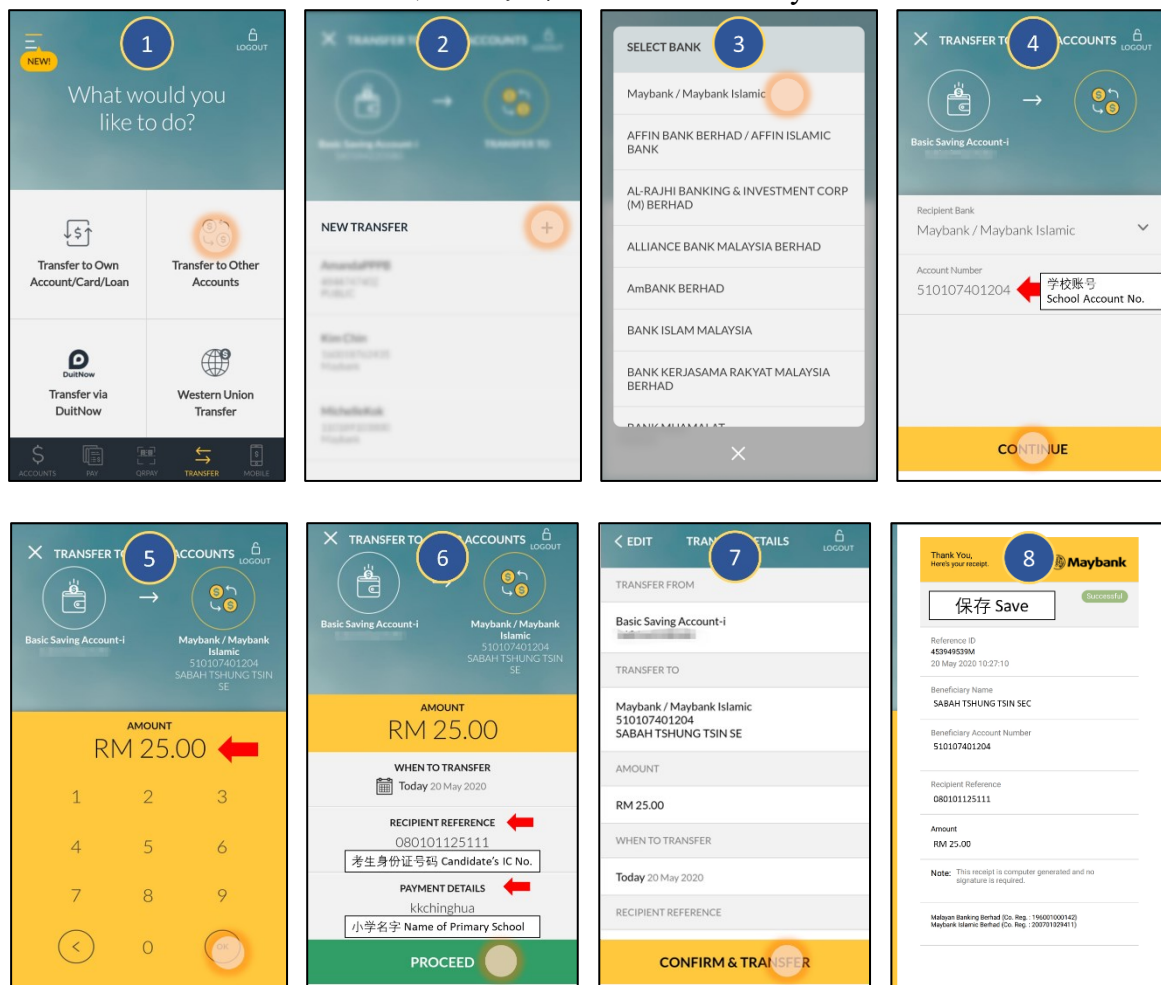 1
LOGOUT
NEW!
What would you
like to do?
Transfer to Own
Account/Card/Loan
Transfer to Other
Accounts
DuitNow
Transfer via
DuitNow
Western Union
Transfer
ACCOUNTS
PAY
QRPAY
TRANSFER
MOBILE
2
NEW TRANSFER
+
SELECT BANK
3
Maybank / Maybank Islamic
AFFIN BANK BERHAD / AFFIN ISLAMIC
BANK
AL-RAJHI BANKING & INVESTMENT CORP
(M) BERHAD
ALLIANCE BANK MALAYSIA BERHAD
AmBANK BERHAD
BANK ISLAM MALAYSIA
BANK KERJASAMA RAKYAT MALAYSIA
BERHAD
BANK MUAMALAT
TRANSFER TO
4
ACCOUNTS
LOGOUT
Basic Saving Account-i
Recipient Bank
Maybank / Maybank Islamic
Account Number
510107401204
学校账号
School Account No.
CONTINUE
TRANSFER TO
5
ACCOUNTS
LOGOUT
Basic Saving Account-i
Maybank / Maybank
Islamic
510107401204
SABAH TSHUNG TSIN
SE
AMOUNT
RM 25.00
1 2 3
4 5 6
7 8 9
< 0 OK
TRANSFER TO
6
ACCOUNTS
LOGOUT
Basic Saving Account-i
Maybank / Maybank
Islamic
510107401204
SABAH TSHUNG TSIN
SE
AMOUNT
RM 25.00
WHEN TO TRANSFER
Today 20 May 2020
RECIPIENT REFERENCE
080101125111
考生身份证号码 Candidate's IC No.
PAYMENT DETAILS
kkchinghua
小学名字 Name of Primary School
PROCEED
< EDIT
7
LOGOUT
TRANSFER FROM
Basic Saving Account-i
TRANSFER TO
Maybank / Maybank Islamic
510107401204
SABAH TSHUNG TSIN SE
AMOUNT
RM 25.00
WHEN TO TRANSFER
Today 20 May 2020
RECIPIENT REFERENCE
CONFIRM & TRANSFER
Thank You,
Here's your receipt.
8
Maybank
保存 Save
Successful
Reference ID
453949539M
20 May 2020 10:27:10
Beneficiary Name
SABAH TSHUNG TSIN SEC
Beneficiary Account Number
510107401204
Recipient Reference
080101125111
Amount
RM 25.00
Note: This receipt is computer generated and no
signature is required.
Malayan Banking Berhad (Co. Reg. : 196001000142)
Maybank Islamic Berhad (Co. Reg. : 200701029411)